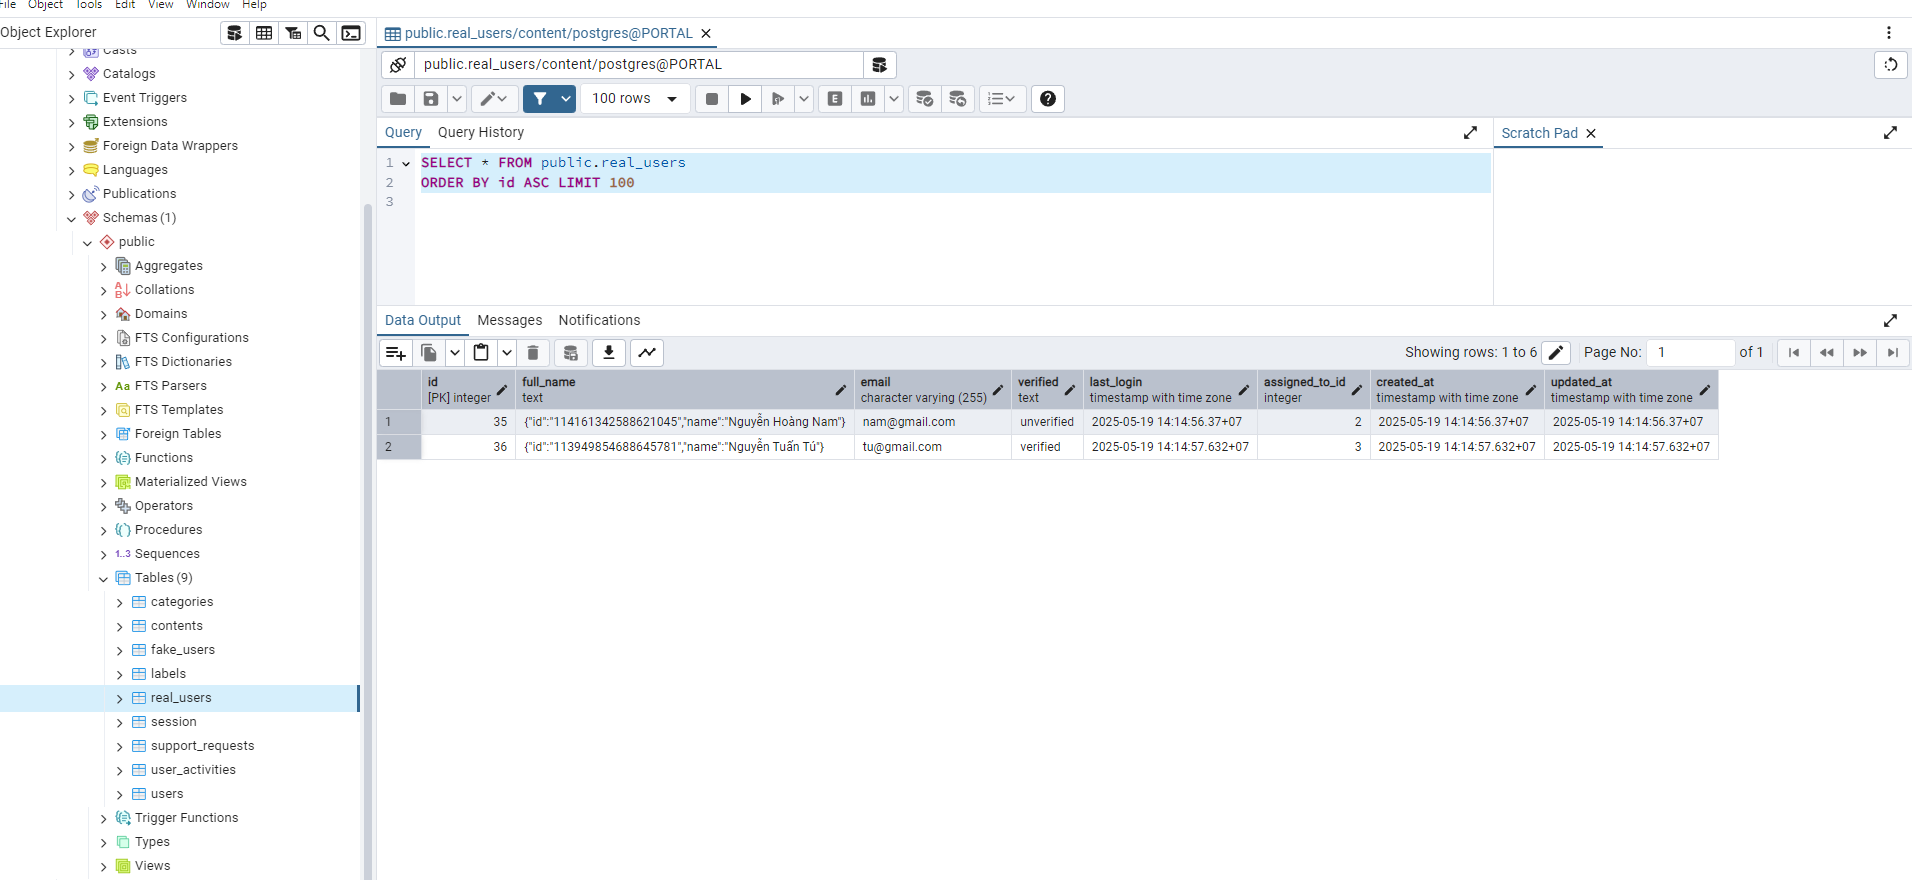 File Object Tools Edit View Window Help
Object Explorer
public.real_users/content/postgres@PORTAL
public.real_users/content/postgres@PORTAL
100 rows
E
Query Query History
Scratch Pad
1 SELECT * FROM public.real_users
2 ORDER BY id ASC LIMIT 100
3
Data Output Messages Notifications
Showing rows: 1 to 6 Page No: 1 of 1
id full_name email verified last_login assigned_to_id created_at updated_at
[PK] integer text character varying (255) text timestamp with time zone integer timestamp with time zone timestamp with time zone
1 35 {"id":"114161342588621045","name":"Nguyễn Hoàng Nam"} nam@gmail.com unverified 2025-05-19 14:14:56.37+07 2 2025-05-19 14:14:56.37+07 2025-05-19 14:14:56.37+07
2 36 {"id":"113949854688645781","name":"Nguyễn Tuấn Tú"} tu@gmail.com verified 2025-05-19 14:14:57.632+07 3 2025-05-19 14:14:57.632+07 2025-05-19 14:14:57.632+07
Casts
Catalogs
Event Triggers
Extensions
Foreign Data Wrappers
Languages
Publications
Schemas (1)
public
Aggregates
Collations
Domains
FTS Configurations
FTS Dictionaries
Aa FTS Parsers
FTS Templates
Foreign Tables
Functions
Materialized Views
Operators
Procedures
1..3 Sequences
Tables (9)
categories
contents
fake_users
labels
real_users
session
support_requests
user_activities
users
Trigger Functions
Types
Views